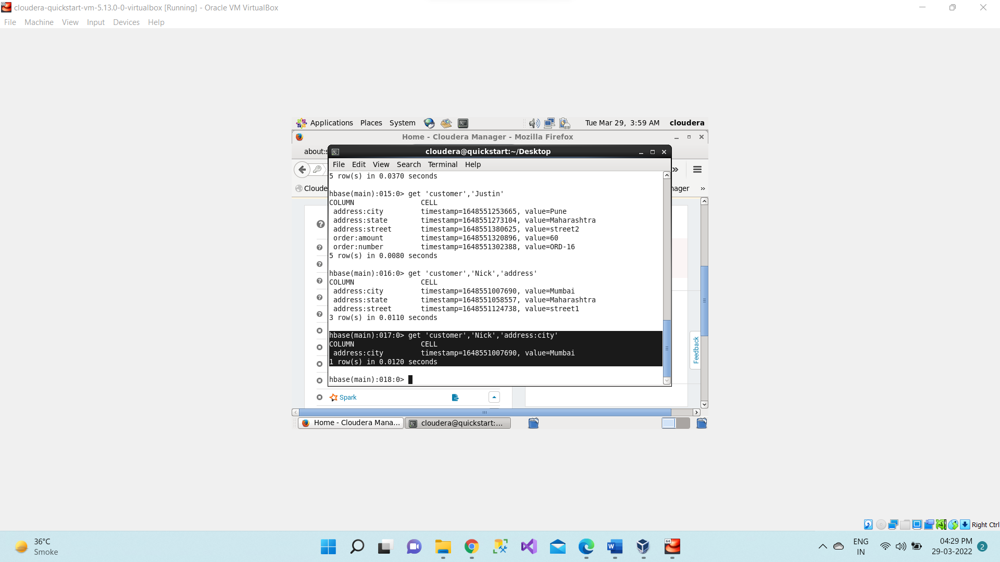 cloudera-quickstart-vm-5.13.0-0-virtualbox [Running] - Oracle VM VirtualBox
File Machine View Input Devices Help
Applications Places System Tue Mar 29, 3:59 AM cloudera
Home - Cloudera Manager - Mozilla Firefox
about:s
cloudera@quickstart:~/Desktop
File Edit View Search Terminal Help
Cloude
nager »
5 row(s) in 0.0370 seconds
hbase(main):015:0> get 'customer','Justin'
COLUMN CELL
address:city timestamp=1648551253665, value=Pune
address:state timestamp=1648551273104, value=Maharashtra
address:street timestamp=1648551380625, value=street2
order:amount timestamp=1648551320896, value=60
order:number timestamp=1648551302388, value=ORD-16
5 row(s) in 0.0080 seconds
hbase(main):016:0> get 'customer','Nick','address'
COLUMN CELL
address:city timestamp=1648551007690, value=Mumbai
address:state timestamp=1648551058557, value=Maharashtra
address:street timestamp=1648551124738, value=street1
3 row(s) in 0.0110 seconds
hbase(main):017:0> get 'customer','Nick','address:city'
COLUMN CELL
address:city timestamp=1648551007690, value=Mumbai
1 row(s) in 0.0120 seconds
hbase(main):018:0>
Feedback
Spark
Home - Cloudera Mana... cloudera@quickstart:...
Right Ctrl
36°C
Smoke
ENG
IN
04:29 PM
29-03-2022
2